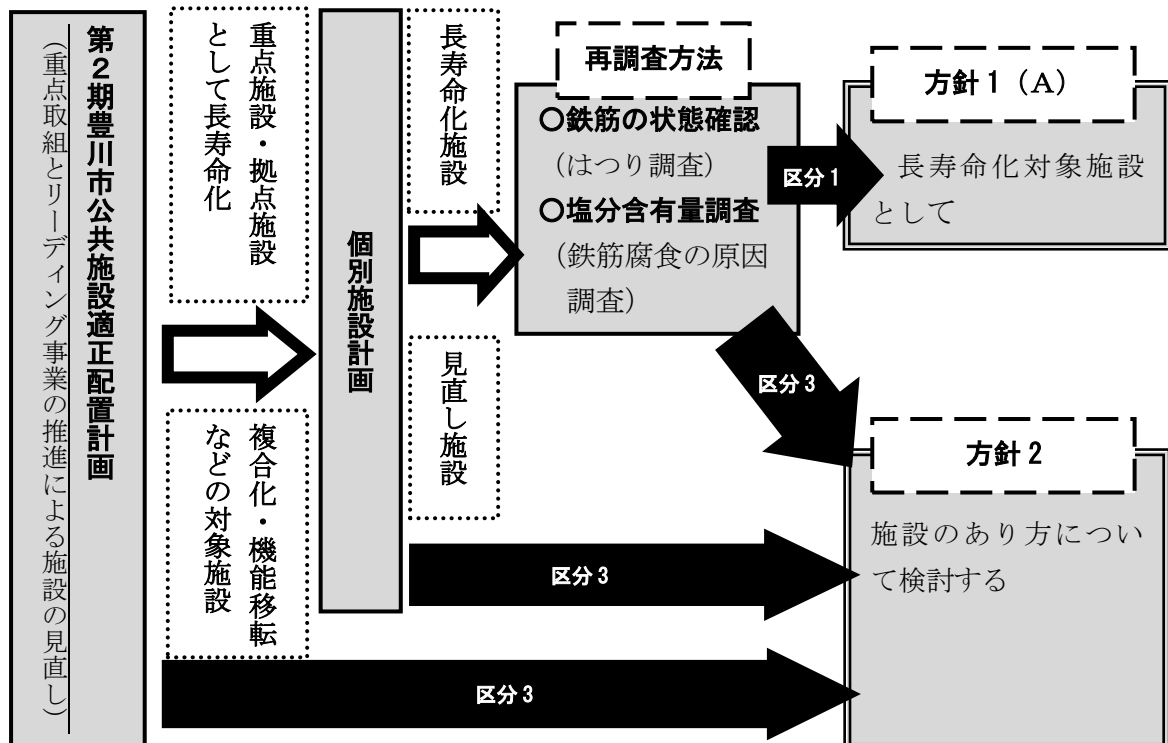 第２期豊川市公共施設適正配置計画
（重点取組とリーディング事業の推進による施設の見直し）
重点施設・拠点施設
として長寿命化
複合化・機能移転
などの対象施設
個別施設計画
長寿命化施設
見直し施設
再調査方法
〇鉄筋の状態確認
（はつり調査）
〇塩分含有量調査
（鉄筋腐食の原因
調査）
区分１
方針１（A）
長寿命化対象施設
として
区分３
方針２
施設のあり方につい
て検討する
区分３
区分３